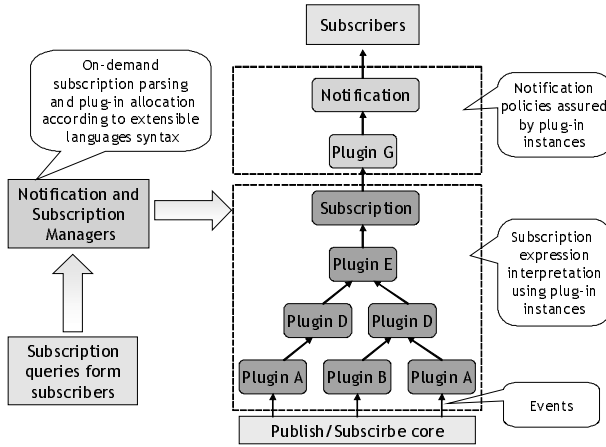 Subscribers
On-demand
subscription parsing
and plug-in allocation
according to extensible
languages syntax
Notification
Notification
policies assured
by plug-in
instances
Plugin G
Notification and
Subscription
Managers
Subscription
Plugin E
Subscription
expression
interpretation
using plug-in
instances
Plugin D
Plugin D
Subscription
queries form
subscribers
Plugin A
Plugin B
Plugin A
Events
Publish/Subscirbe core